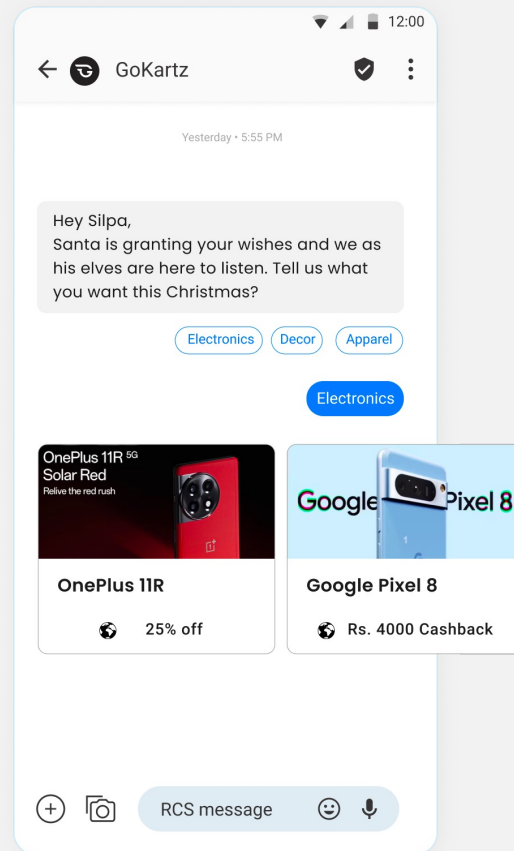 12:00
GoKartz
Yesterday • 5:55 PM
Hey Silpa,
Santa is granting your wishes and we as
his elves are here to listen. Tell us what
you want this Christmas?
Electronics Decor Apparel
Electronics
OnePlus 11R 5G
Solar Red
Relive the red rush
Google Pixel 8
OnePlus 11R
25% off
Google Pixel 8
Rs. 4000 Cashback
RCS message